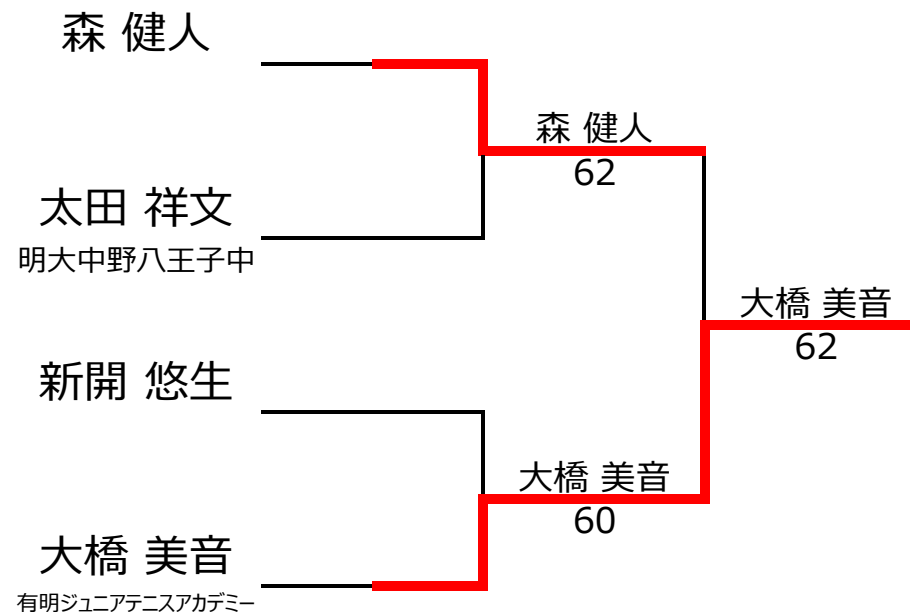 森 健人
森 健人
62
太田 祥文
明大中野八王子中
大橋 美音
62
新開 悠生
大橋 美音
60
大橋 美音
有明ジュニアテニスアカデミー